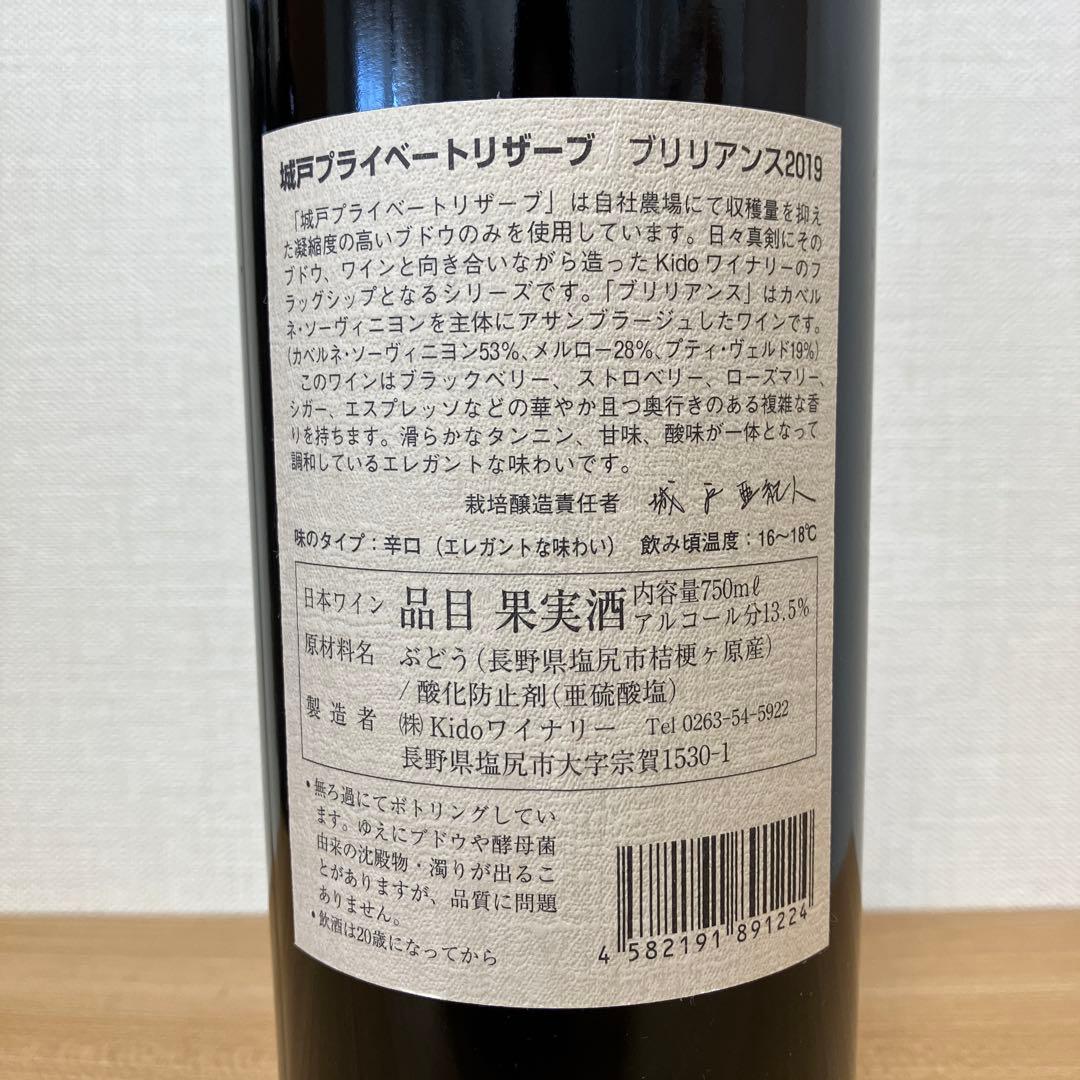 城戸プライベートリザーブ　ブリリアンス2019
「城戸プライベートリザーブ」は自社農場にて収穫量を抑え
た凝縮度の高いブドウのみを使用しています。日々真剣にその
ブドウ、ワインと向き合いながら造ったKidoワイナリーのフ
ラッグシップとなるシリーズです。「ブリリアンス」はカベル
ネ・ソーヴィニヨンを主体にアサンブラージュしたワインです。
(カベルネ・ソーヴィニヨン53%、メルロー28%、プティ・ヴェルド19%)
このワインはブラックベリー、ストロベリー、ローズマリー、
シガー、エスプレッソなどの華やか且つ奥行きのある複雑な香
りを持ちます。滑らかなタンニン、甘味、酸味が一体となって
調和しているエレガントな味わいです。
栽培醸造責任者　城戸亜紀人
味のタイプ：辛口（エレガントな味わい）　飲み頃温度：16〜18℃
日本ワイン 品目 果実酒 内容量750mℓ
アルコール分13.5%
原材料名 ぶどう(長野県塩尻市桔梗ヶ原産)
/酸化防止剤(亜硫酸塩)
製造者 ㈱Kidoワイナリー Tel 0263-54-5922
長野県塩尻市大字宗賀1530-1
・無ろ過にてボトリングしてい
ます。ゆえにブドウや酵母菌
由来の沈殿物・濁りが出るこ
とがありますが、品質に問題
ありません。
・飲酒は20歳になってから
4 582191 891224